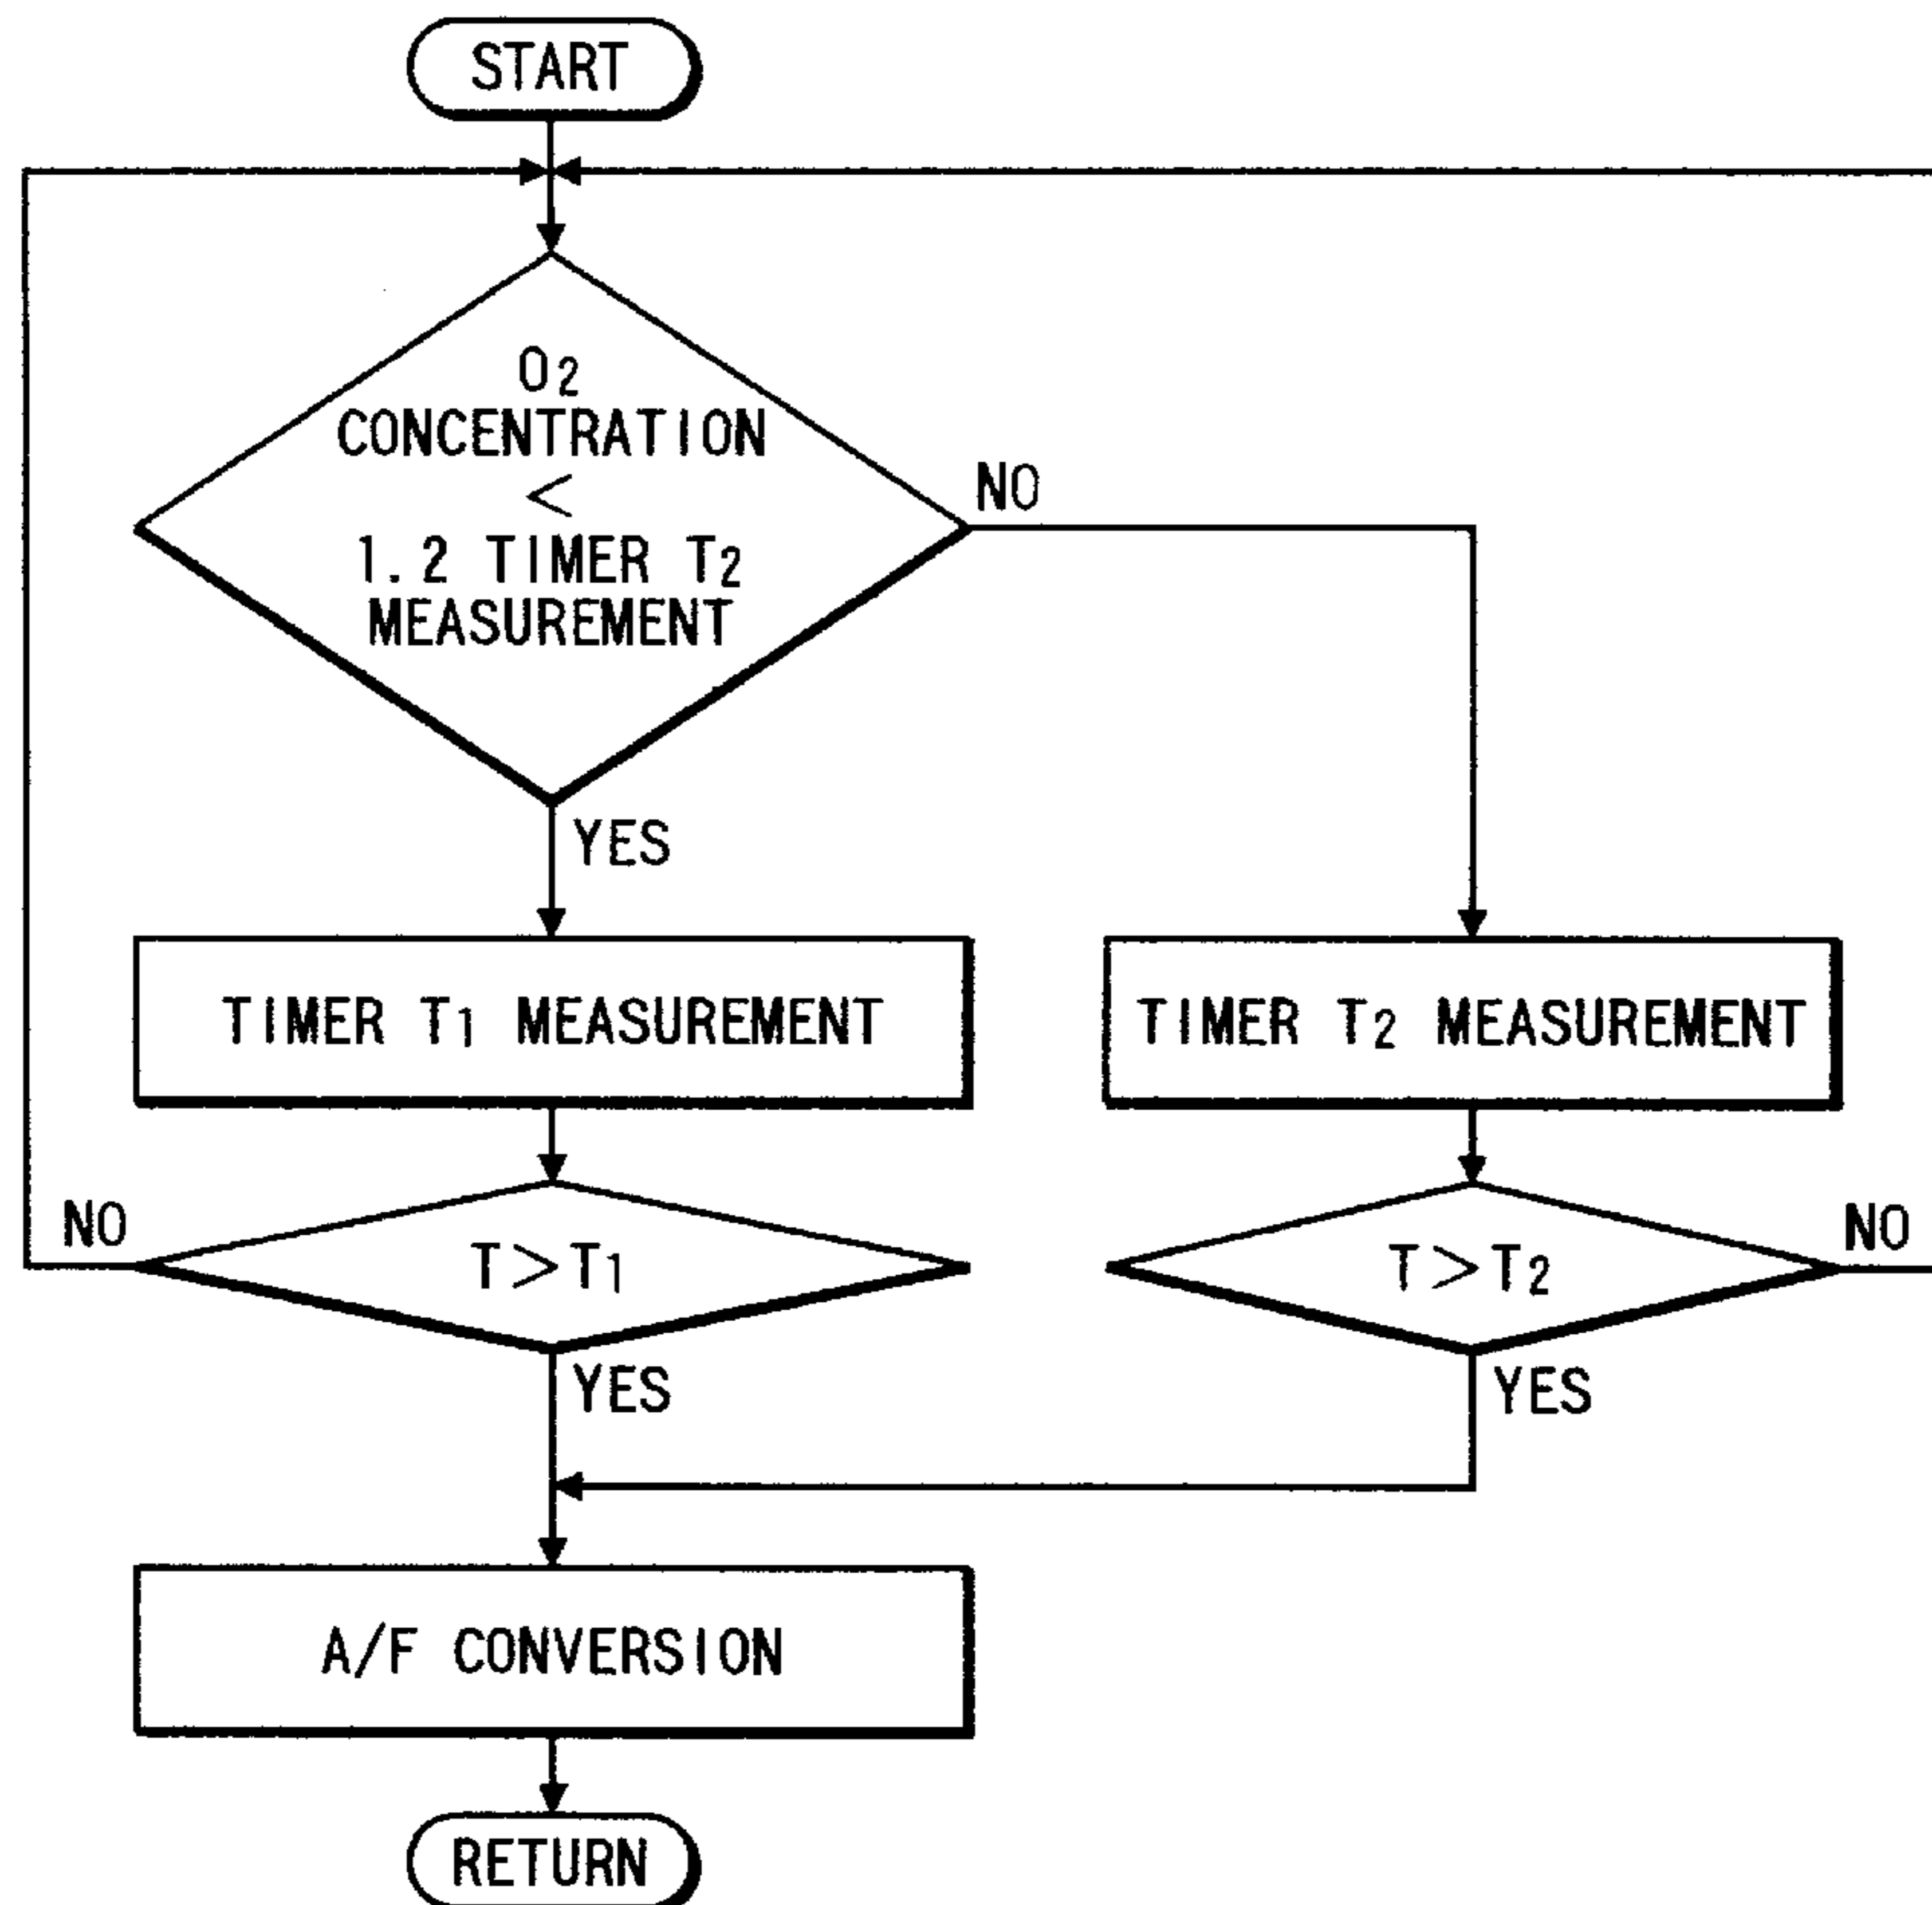 START
O2
CONCENTRATION
<
1.2 TIMER T2
MEASUREMENT
NO
YES
TIMER T1 MEASUREMENT
TIMER T2 MEASUREMENT
NO
T>T1
T>T2
NO
YES
YES
A/F CONVERSION
RETURN